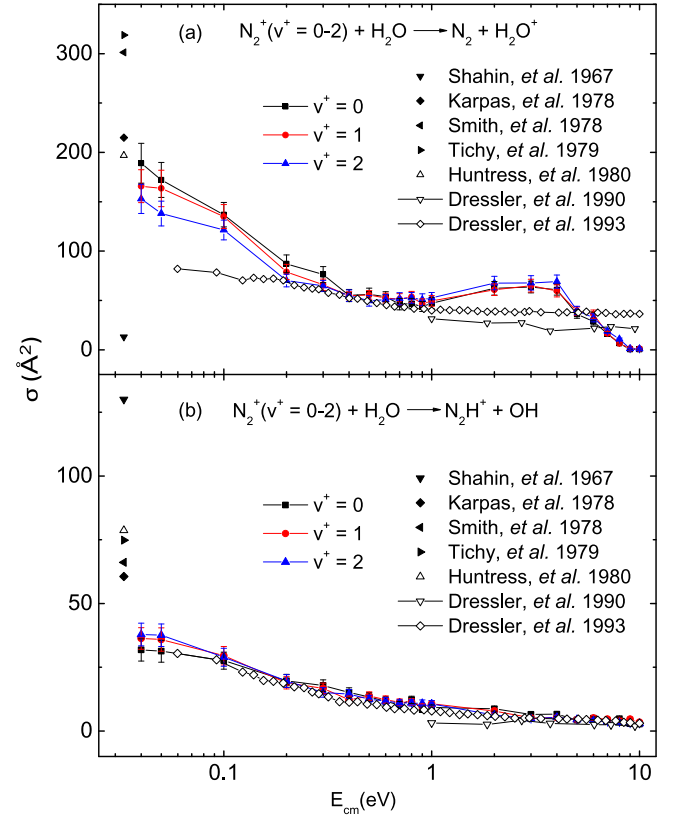 (a) N₂⁺(v⁺ = 0-2) + H₂O ⟶ N₂ + H₂O⁺
300
200
100
0
v⁺ = 0
v⁺ = 1
v⁺ = 2
Shahin, et al. 1967
Karpas, et al. 1978
Smith, et al. 1978
Tichy, et al. 1979
Huntress, et al. 1980
Dressler, et al. 1990
Dressler, et al. 1993
σ (Å²)
(b) N₂⁺(v⁺ = 0-2) + H₂O ⟶ N₂H⁺ + OH
100
50
0
v⁺ = 0
v⁺ = 1
v⁺ = 2
Shahin, et al. 1967
Karpas, et al. 1978
Smith, et al. 1978
Tichy, et al. 1979
Huntress, et al. 1980
Dressler, et al. 1990
Dressler, et al. 1993
0.1 1 10
E_cm(eV)